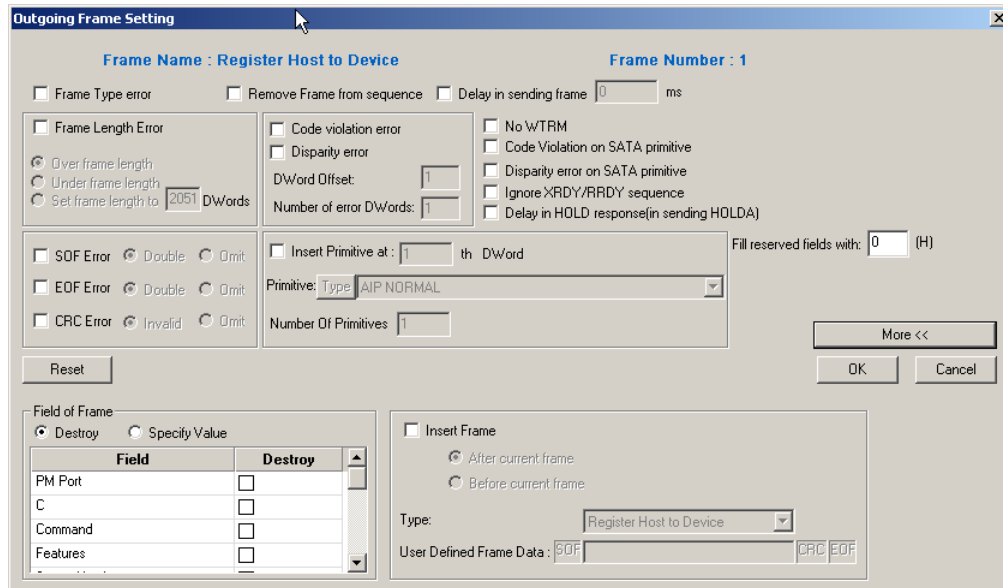 Outgoing Frame Setting
Frame Name : Register Host to Device
Frame Number : 1
Frame Type error
Remove Frame from sequence
Delay in sending frame 0 ms
Frame Length Error
Over frame length
Under frame length
Set frame length to 2051 DWords
Code violation error
Disparity error
DWord Offset: 1
Number of error DWords: 1
No WTRM
Code Violation on SATA primitive
Disparity error on SATA primitive
Ignore XRDY/RRDY sequence
Delay in HOLD response(in sending HOLDA)
SOF Error Double Omit
EOF Error Double Omit
CRC Error Invalid Omit
Insert Primitive at : 1 th DWord
Primitive: Type AIP NORMAL
Number Of Primitives 1
Fill reserved fields with: 0 (H)
More <<
Reset
OK
Cancel
Field of Frame
Destroy Specify Value
Field Destroy
PM Port
C
Command
Features
Insert Frame
After current frame
Before current frame
Type: Register Host to Device
User Defined Frame Data : SOF CRC EOF